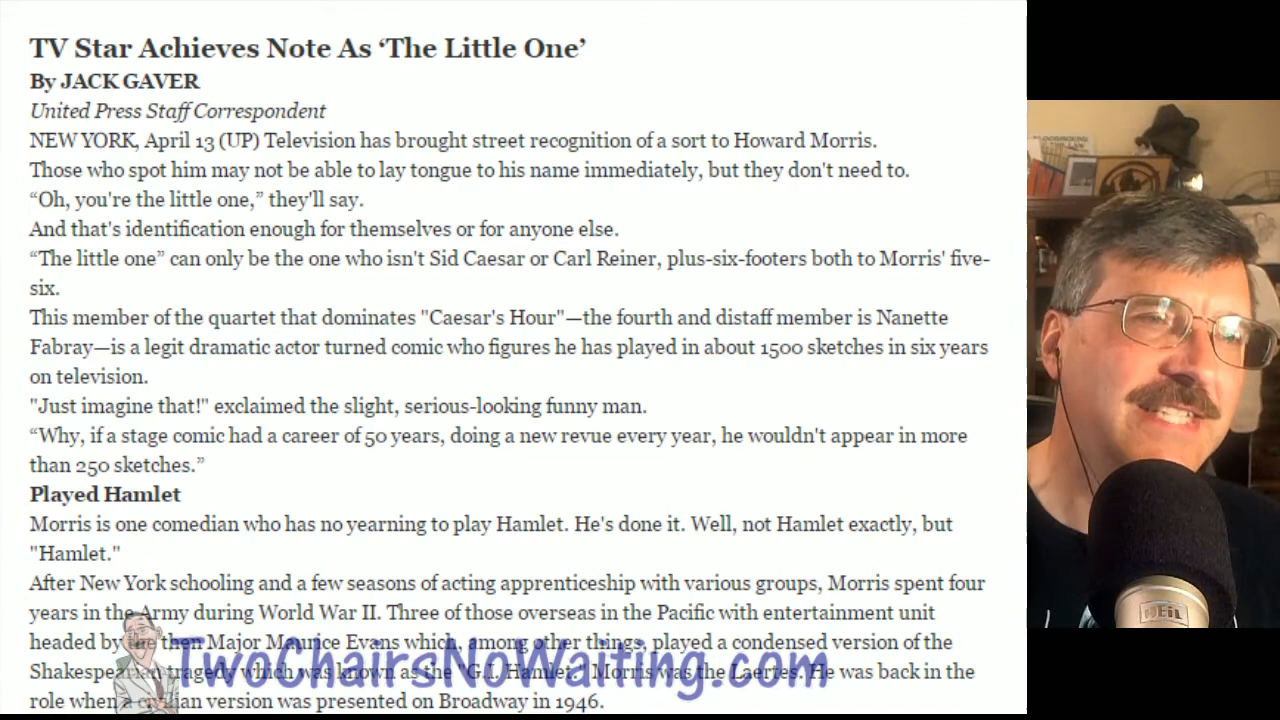 TV Star Achieves Note As ‘The Little One’
By JACK GAVER
United Press Staff Correspondent
NEW YORK, April 13 (UP) Television has brought street recognition of a sort to Howard Morris.
Those who spot him may not be able to lay tongue to his name immediately, but they don't need to.
“Oh, you're the little one,” they'll say.
And that's identification enough for themselves or for anyone else.
“The little one” can only be the one who isn't Sid Caesar or Carl Reiner, plus-six-footers both to Morris' five-
six.
This member of the quartet that dominates "Caesar's Hour"—the fourth and distaff member is Nanette
Fabray—is a legit dramatic actor turned comic who figures he has played in about 1500 sketches in six years
on television.
"Just imagine that!" exclaimed the slight, serious-looking funny man.
“Why, if a stage comic had a career of 50 years, doing a new revue every year, he wouldn't appear in more
than 250 sketches.”
Played Hamlet
Morris is one comedian who has no yearning to play Hamlet. He's done it. Well, not Hamlet exactly, but
"Hamlet."
After New York schooling and a few seasons of acting apprenticeship with various groups, Morris spent four
years in the Army during World War II. Three of those overseas in the Pacific with entertainment unit
headed by the then Major Maurice Evans which, among other things, played a condensed version of the
Shakespearian tragedy which was known as the "G.I. Hamlet." Morris was the Laertes. He was back in the
role when a civilian version was presented on Broadway in 1946.
TwoChairsNoWaiting.com
HEiL